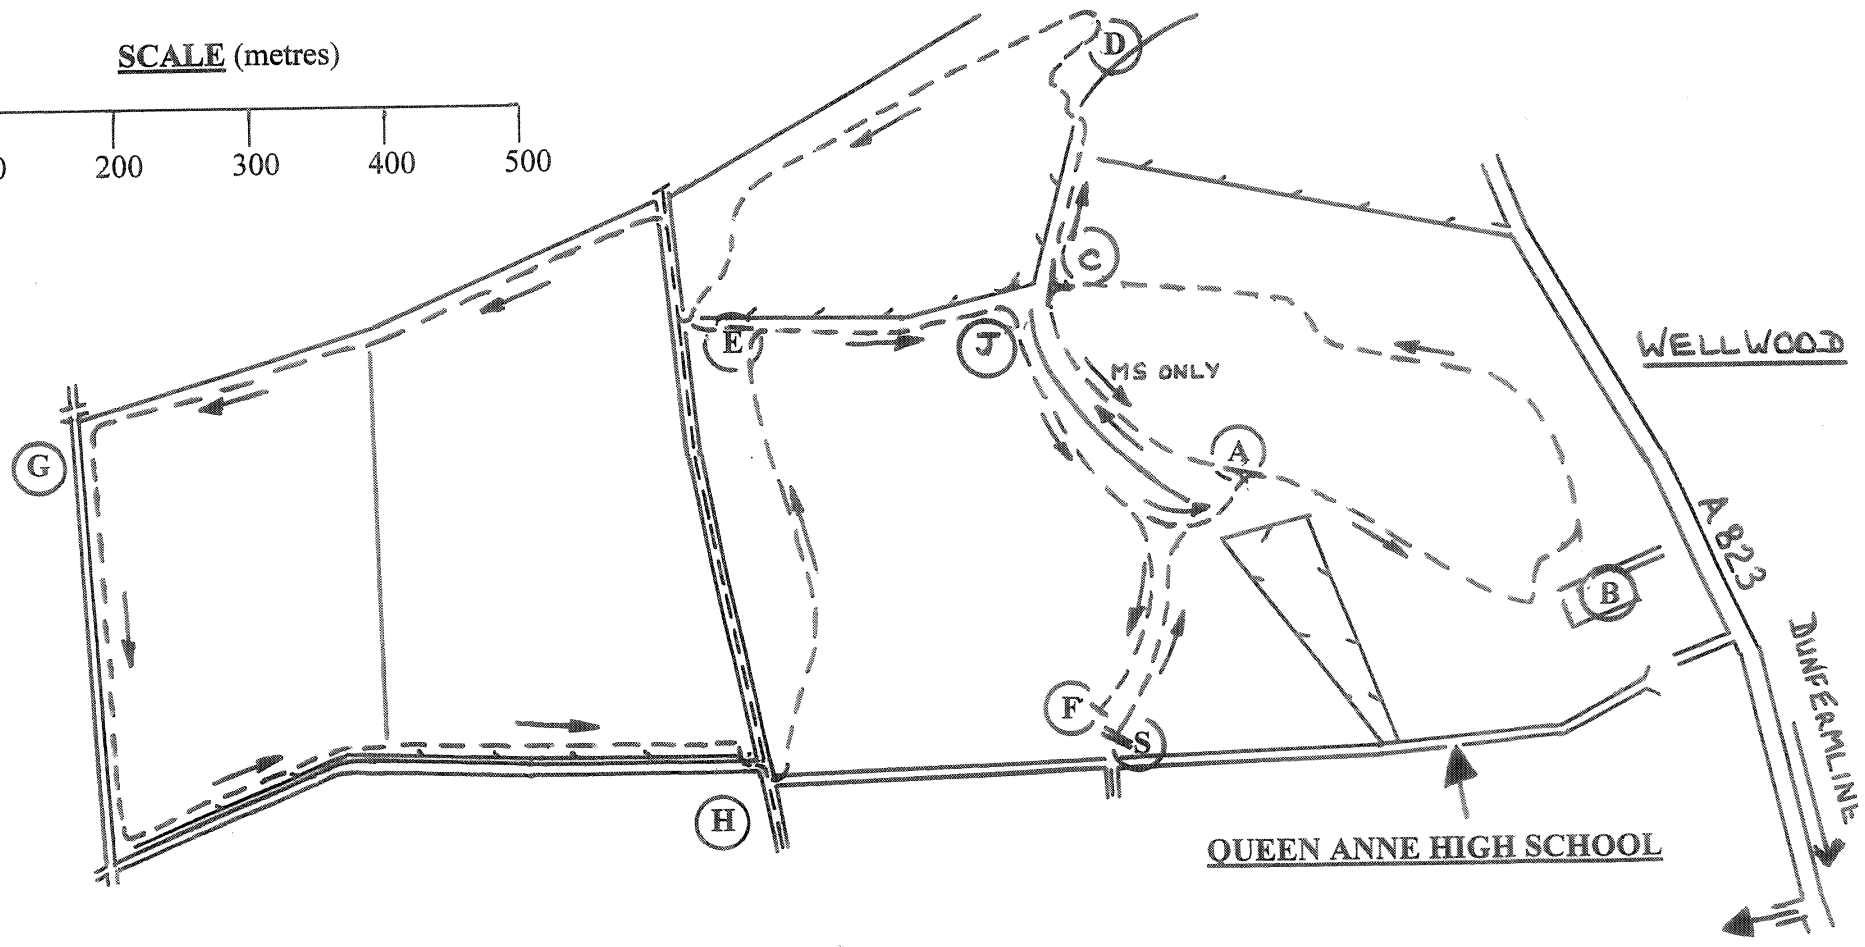 SCALE (metres)
200 300 400 500
D
C
E
J
MS ONLY
WELLWOOD
A
G
A823
B
F
S
DUNFERMLINE
H
QUEEN ANNE HIGH SCHOOL